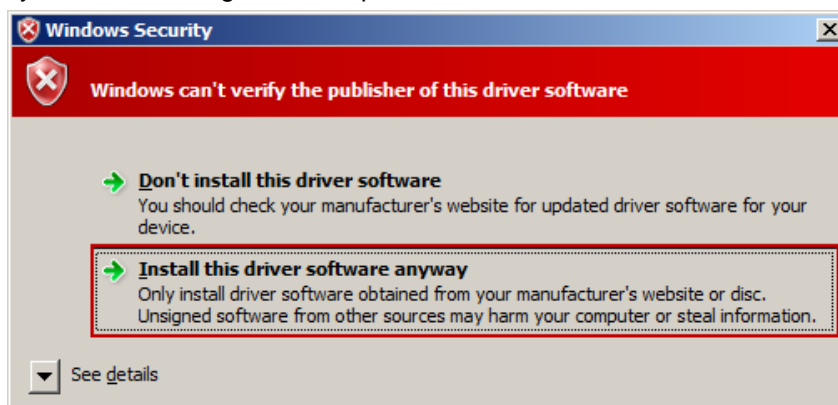 Windows Security
Windows can't verify the publisher of this driver software
Don't install this driver software
You should check your manufacturer's website for updated driver software for your
device.
Install this driver software anyway
Only install driver software obtained from your manufacturer's website or disc.
Unsigned software from other sources may harm your computer or steal information.
See details